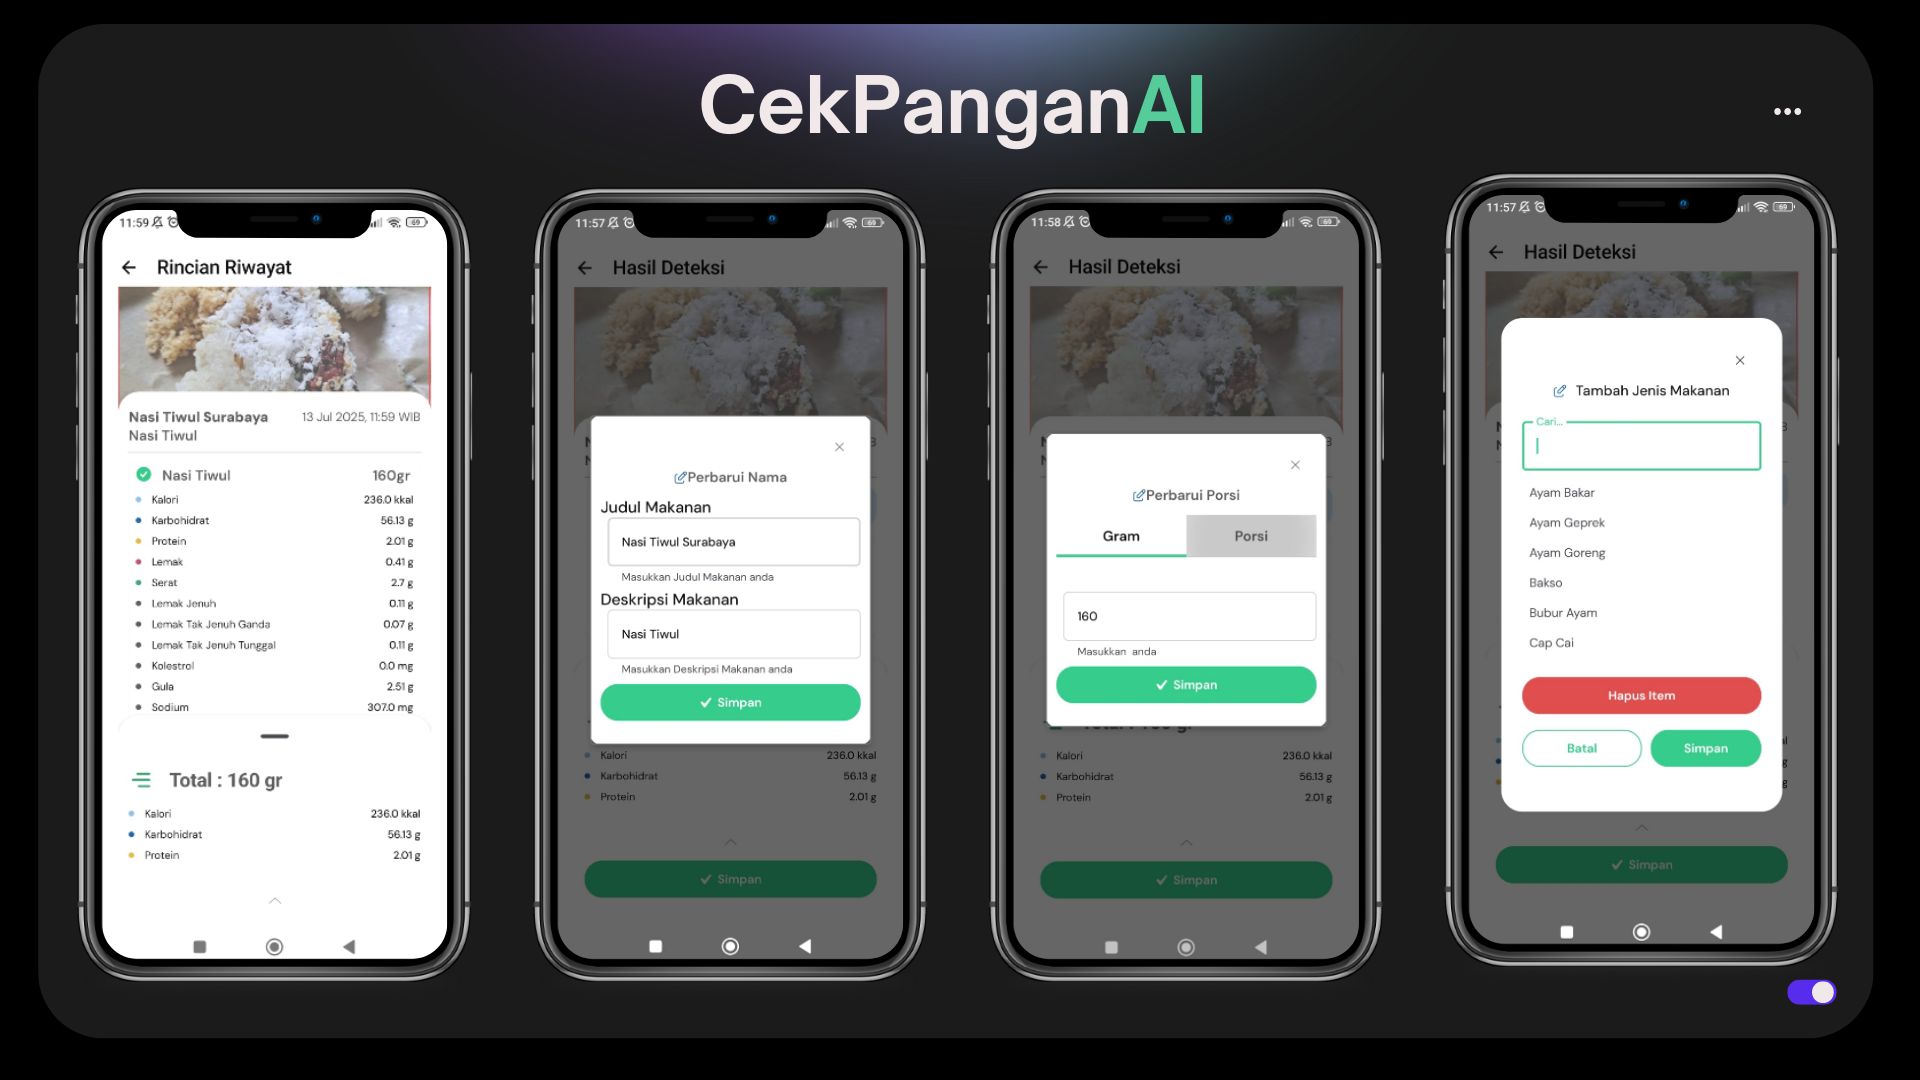 CekPanganAI
11:59
69
Rincian Riwayat
Nasi Tiwul Surabaya 13 Jul 2025, 11:59 WIB
Nasi Tiwul
Nasi Tiwul 160gr
Kalori 236.0 kkal
Karbohidrat 56.13 g
Protein 2.01 g
Lemak 0.41 g
Serat 2.7 g
Lemak Jenuh 0.11 g
Lemak Tak Jenuh Ganda 0.07 g
Lemak Tak Jenuh Tunggal 0.11 g
Kolestrol 0.0 mg
Gula 2.51 g
Sodium 307.0 mg
Total : 160 gr
Kalori 236.0 kkal
Karbohidrat 56.13 g
Protein 2.01 g
11:57
69
Hasil Deteksi
Perbarui Nama
Judul Makanan
Nasi Tiwul Surabaya
Masukkan Judul Makanan anda
Deskripsi Makanan
Nasi Tiwul
Masukkan Deskripsi Makanan anda
Simpan
Kalori 236.0 kkal
Karbohidrat 56.13 g
Protein 2.01 g
Simpan
11:58
69
Hasil Deteksi
Perbarui Porsi
Gram Porsi
160
Masukkan anda
Simpan
Kalori 236.0 kkal
Karbohidrat 56.13 g
Protein 2.01 g
Simpan
11:57
69
Hasil Deteksi
Tambah Jenis Makanan
Cari...
Ayam Bakar
Ayam Geprek
Ayam Goreng
Bakso
Bubur Ayam
Cap Cai
Hapus Item
Batal Simpan
Simpan